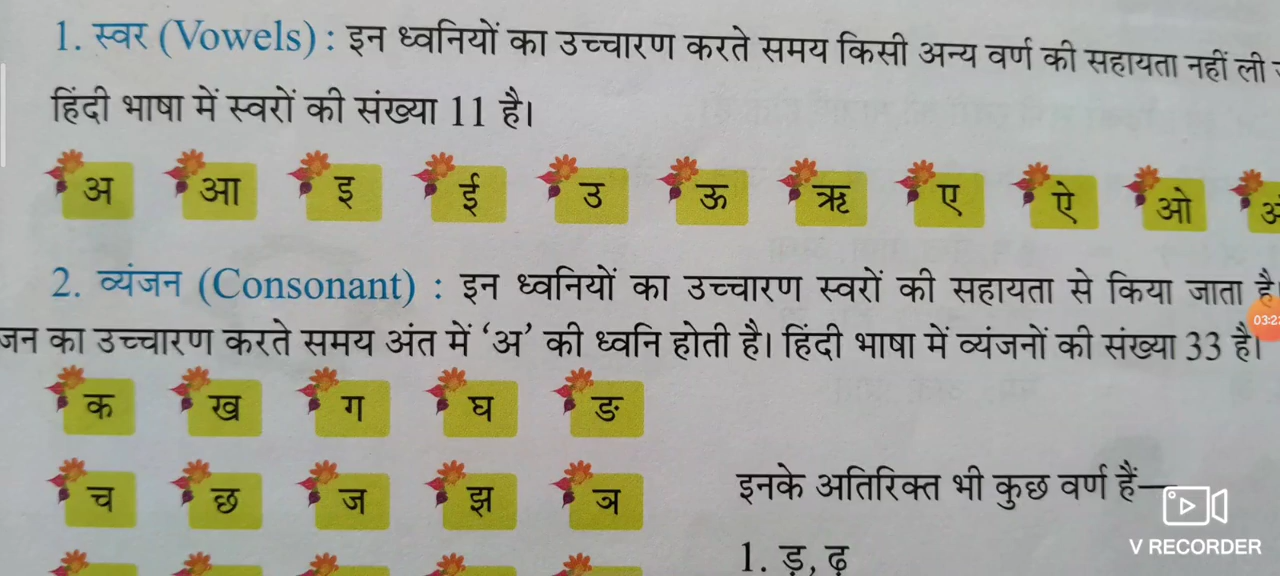 1. स्वर (Vowels) : इन ध्वनियों का उच्चारण करते समय किसी अन्य वर्ण की सहायता नहीं ली
हिंदी भाषा में स्वरों की संख्या 11 है।
अ आ इ ई उ ऊ ऋ ए ऐ ओ
2. व्यंजन (Consonant) : इन ध्वनियों का उच्चारण स्वरों की सहायता से किया जाता है।
जन का उच्चारण करते समय अंत में ‘अ’ की ध्वनि होती है। हिंदी भाषा में व्यंजनों की संख्या 33 है।
क ख ग घ ङ
च छ ज झ ञ
इनके अतिरिक्त भी कुछ वर्ण हैं—
1. ड़, ढ़
V RECORDER